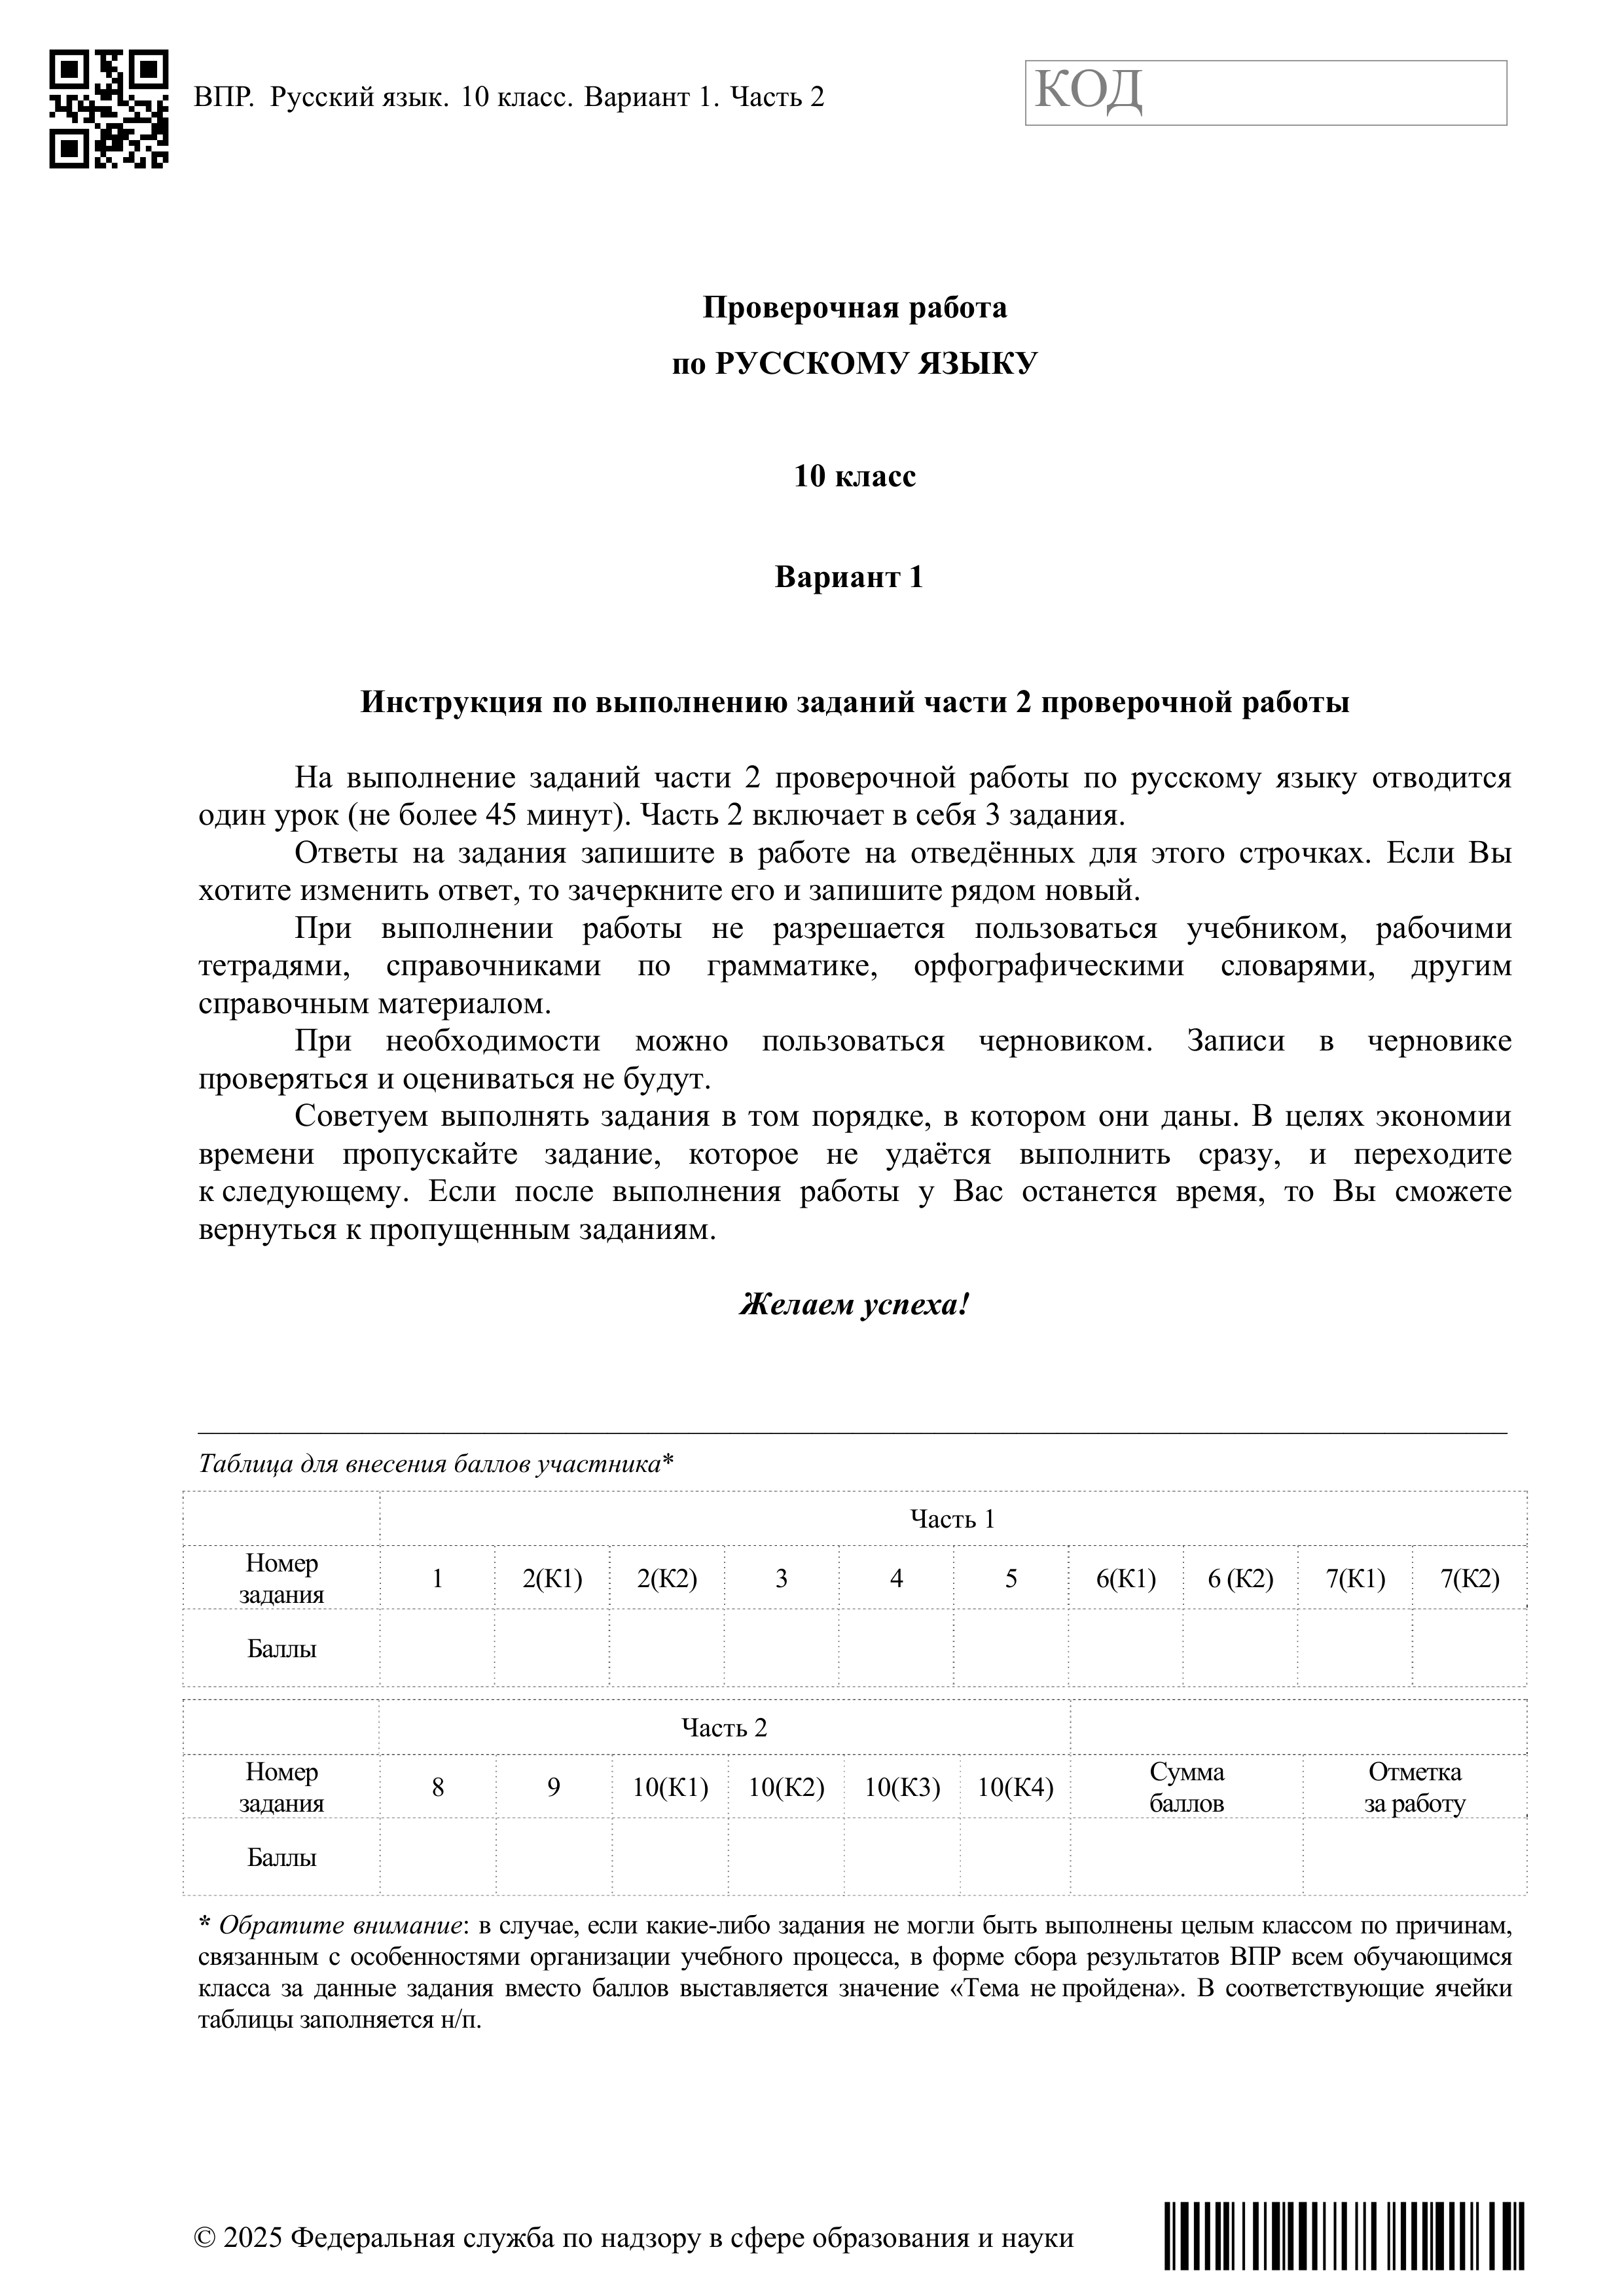 ВПР. Русский язык. 10 класс. Вариант 1. Часть 2
КОД
Проверочная работа
по РУССКОМУ ЯЗЫКУ
10 класс
Вариант 1
Инструкция по выполнению заданий части 2 проверочной работы
На выполнение заданий части 2 проверочной работы по русскому языку отводится
один урок (не более 45 минут). Часть 2 включает в себя 3 задания.
Ответы на задания запишите в работе на отведённых для этого строчках. Если Вы
хотите изменить ответ, то зачеркните его и запишите рядом новый.
При выполнении работы не разрешается пользоваться учебником, рабочими
тетрадями, справочниками по грамматике, орфографическими словарями, другим
справочным материалом.
При необходимости можно пользоваться черновиком. Записи в черновике
проверяться и оцениваться не будут.
Советуем выполнять задания в том порядке, в котором они даны. В целях экономии
времени пропускайте задание, которое не удаётся выполнить сразу, и переходите
к следующему. Если после выполнения работы у Вас останется время, то Вы сможете
вернуться к пропущенным заданиям.
Желаем успеха!
Таблица для внесения баллов участника*
Часть 1
Номер задания 1 2(К1) 2(К2) 3 4 5 6(К1) 6 (К2) 7(К1) 7(К2)
Баллы
Часть 2
Номер задания 8 9 10(К1) 10(К2) 10(К3) 10(К4) Сумма баллов Отметка за работу
Баллы
* Обратите внимание: в случае, если какие-либо задания не могли быть выполнены целым классом по причинам,
связанным с особенностями организации учебного процесса, в форме сбора результатов ВПР всем обучающимся
класса за данные задания вместо баллов выставляется значение «Тема не пройдена». В соответствующие ячейки
таблицы заполняется н/п.
© 2025 Федеральная служба по надзору в сфере образования и науки